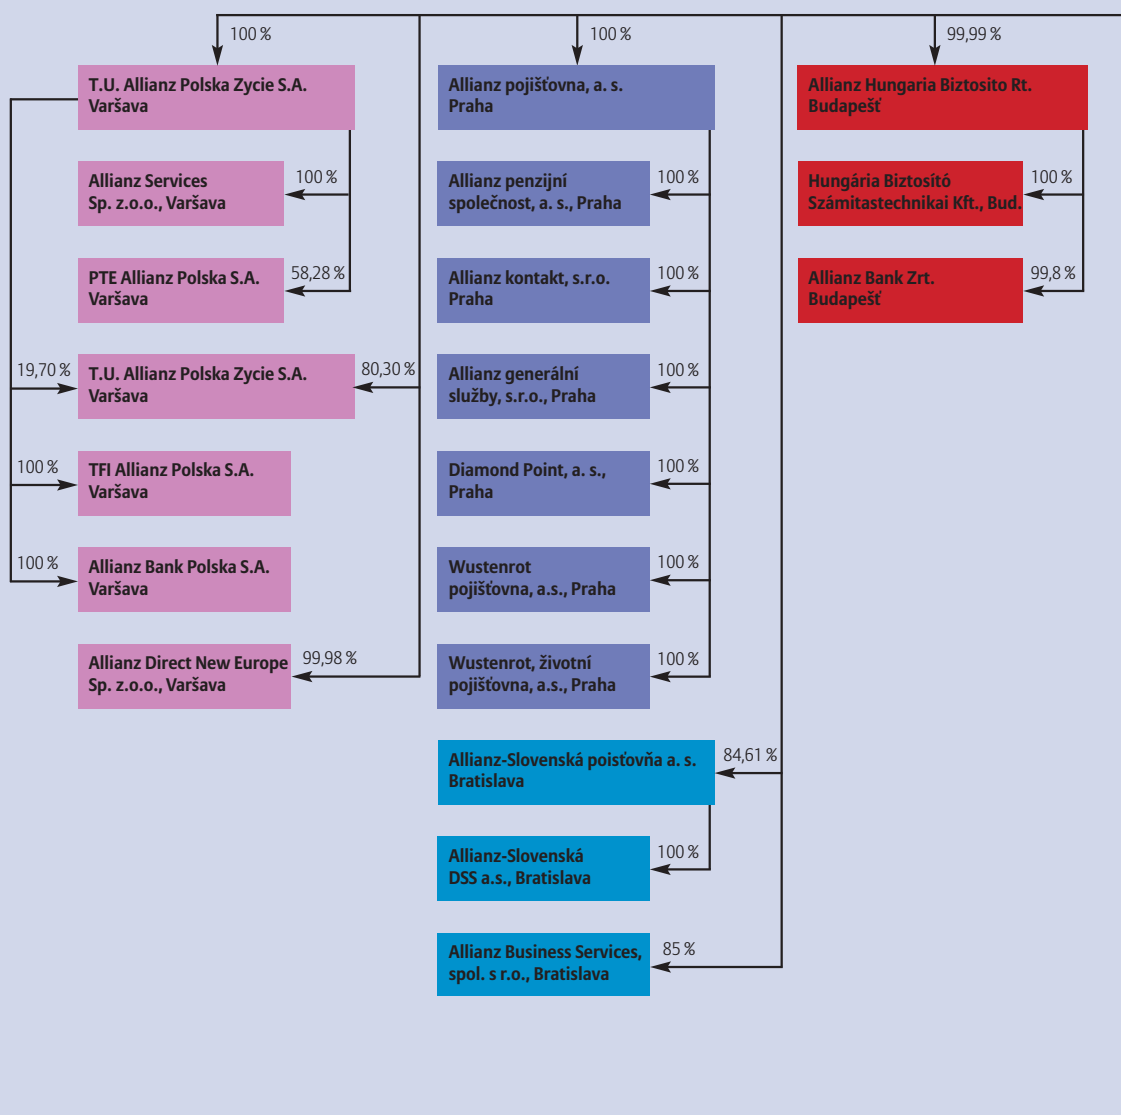 100 %
100 %
99,99 %
T.U. Allianz Polska Zycie S.A.
Varšava
Allianz pojišťovna, a. s.
Praha
Allianz Hungaria Biztosito Rt.
Budapešť
Allianz Services
Sp. z.o.o., Varšava
100 %
Allianz penzijní
společnost, a. s., Praha
100 %
Hungária Biztosító
Számitastechnikai Kft., Bud.
100 %
PTE Allianz Polska S.A.
Varšava
58,28 %
Allianz kontakt, s.r.o.
Praha
100 %
Allianz Bank Zrt.
Budapešť
99,8 %
19,70 %
T.U. Allianz Polska Zycie S.A.
Varšava
80,30 %
Allianz generální
služby, s.r.o., Praha
100 %
100 %
TFI Allianz Polska S.A.
Varšava
Diamond Point, a. s.,
Praha
100 %
100 %
Allianz Bank Polska S.A.
Varšava
Wustenrot
pojišťovna, a.s., Praha
100 %
Allianz Direct New Europe
Sp. z.o.o., Varšava
99,98 %
Wustenrot, životní
pojišťovna, a.s., Praha
100 %
Allianz-Slovenská poisťovňa a. s.
Bratislava
84,61 %
Allianz-Slovenská
DSS a.s., Bratislava
100 %
Allianz Business Services,
spol. s r.o., Bratislava
85 %